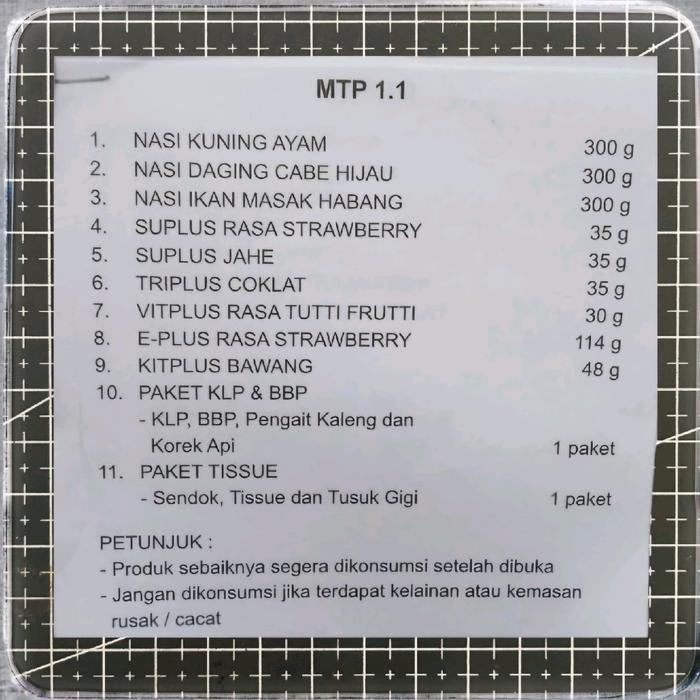 MTP 1.1
1. NASI KUNING AYAM 300 g
2. NASI DAGING CABE HIJAU 300 g
3. NASI IKAN MASAK HABANG 300 g
4. SUPLUS RASA STRAWBERRY 35 g
5. SUPLUS JAHE 35 g
6. TRIPLUS COKLAT 35 g
7. VITPLUS RASA TUTTI FRUTTI 30 g
8. E-PLUS RASA STRAWBERRY 114 g
9. KITPLUS BAWANG 48 g
10. PAKET KLP & BBP
- KLP, BBP, Pengait Kaleng dan
Korek Api 1 paket
11. PAKET TISSUE
- Sendok, Tissue dan Tusuk Gigi 1 paket
PETUNJUK :
- Produk sebaiknya segera dikonsumsi setelah dibuka
- Jangan dikonsumsi jika terdapat kelainan atau kemasan
rusak / cacat